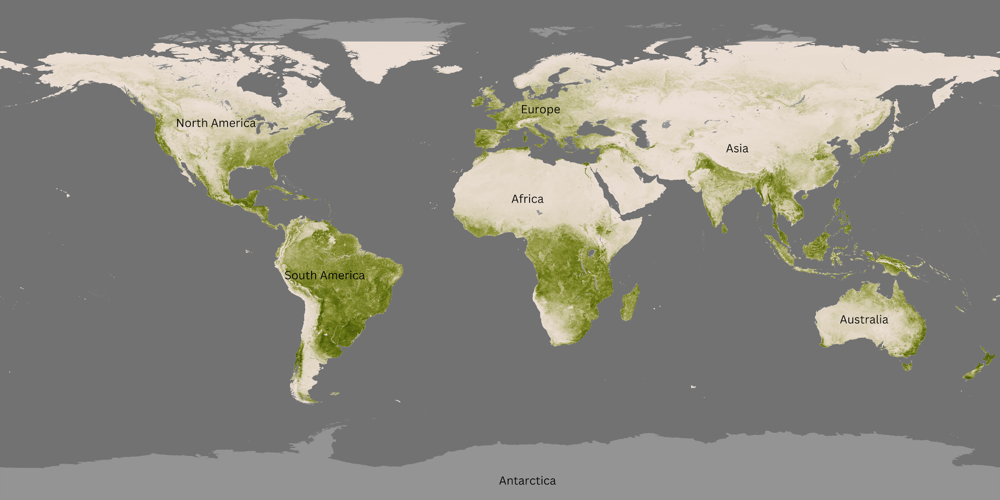 Europe
North America
Asia
Africa
South America
Australia
Antarctica